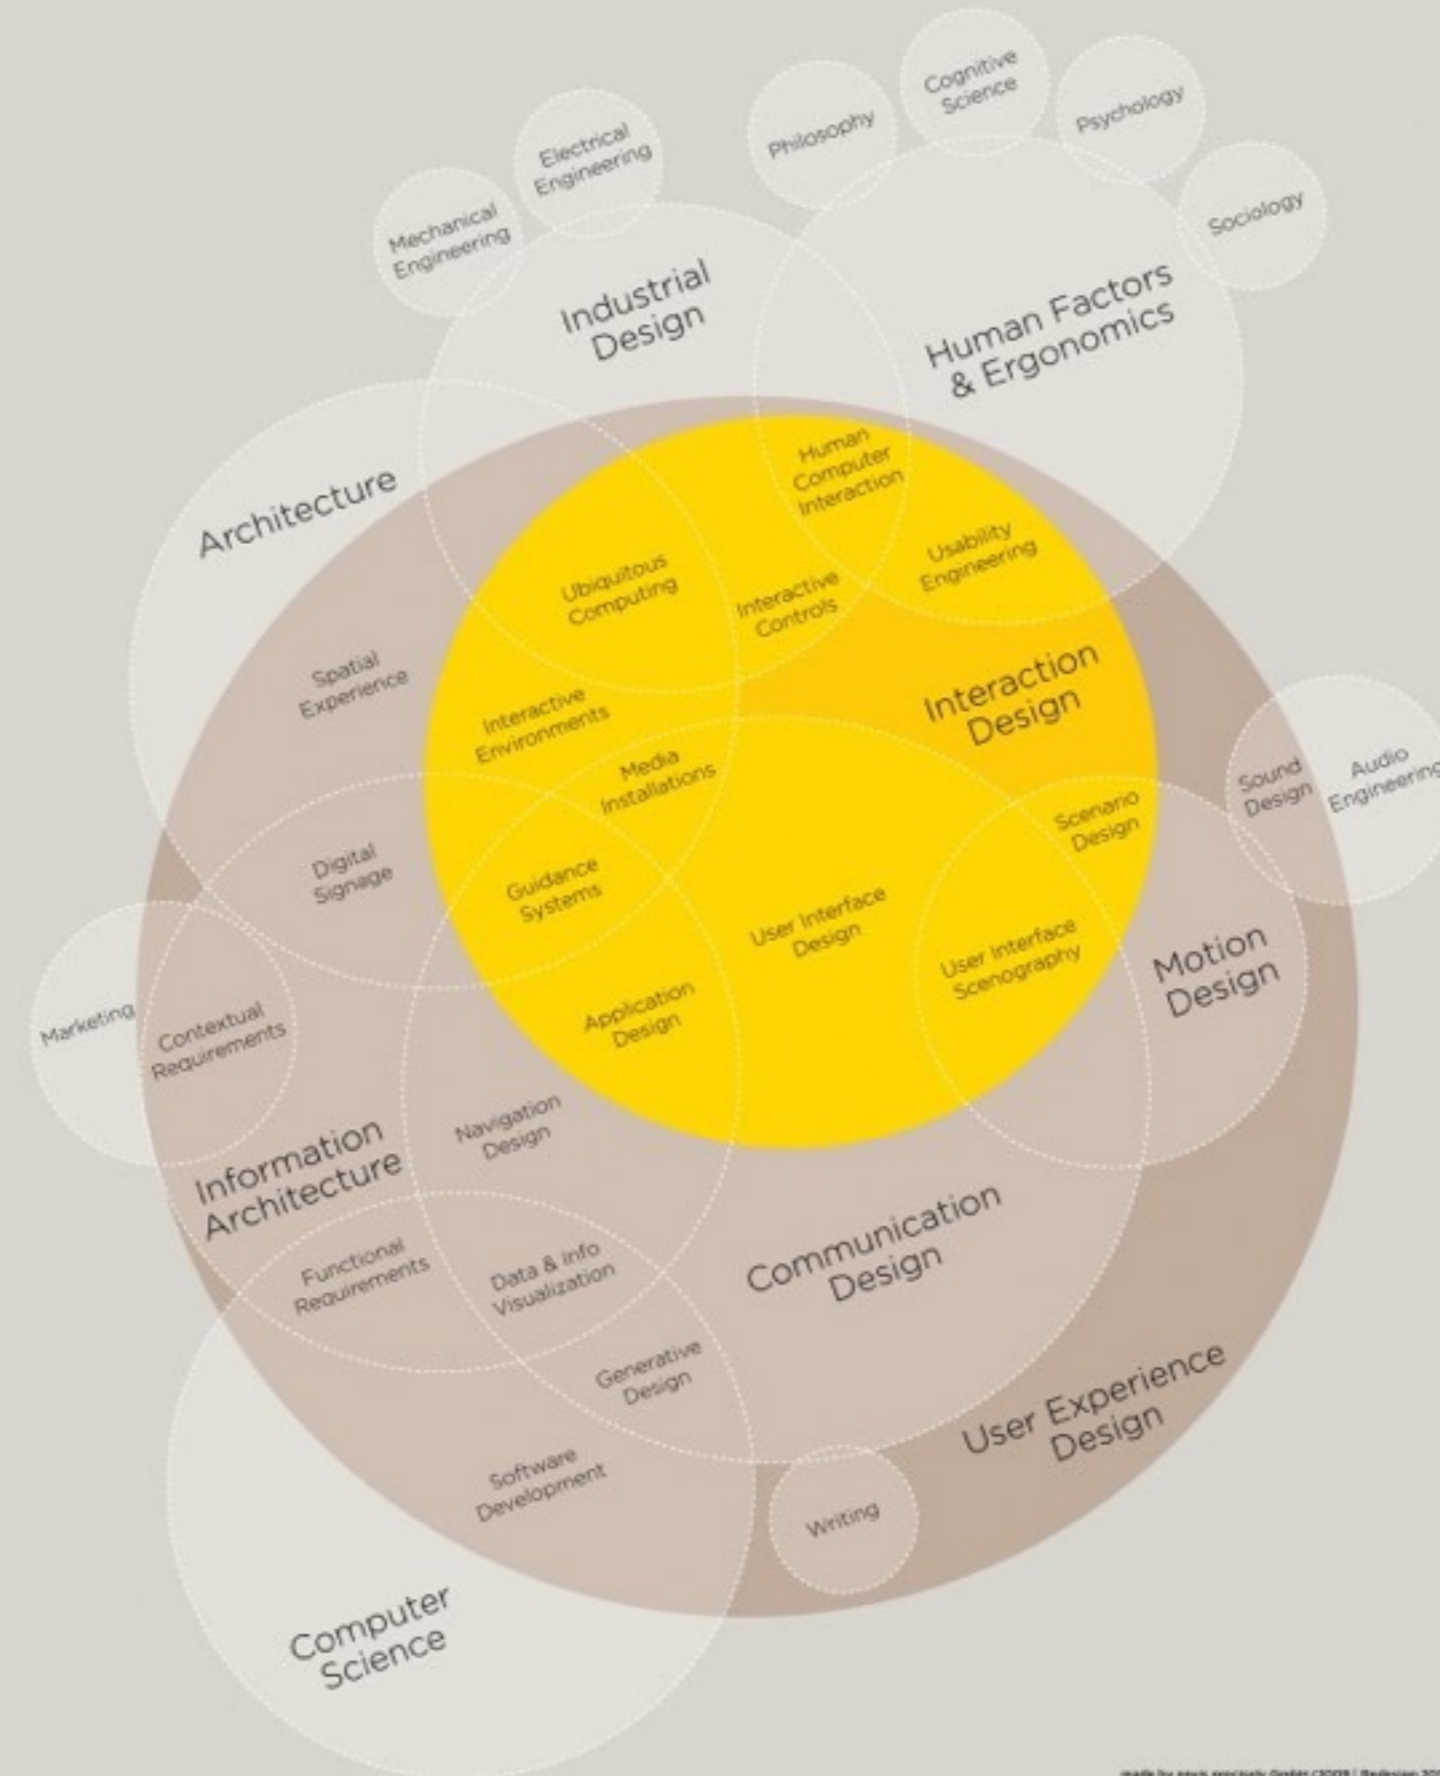 Cognitive
Science
Philosophy
Psychology
Electrical
Engineering
Mechanical
Engineering
Sociology
Industrial
Design
Human Factors
& Ergonomics
Architecture
Human
Computer
Interaction
Usability
Engineering
Ubiquitous
Computing
Interactive
Controls
Spatial
Experience
Interaction
Design
Interactive
Environments
Media
Installations
Sound
Design
Audio
Engineering
Scenario
Design
Digital
Signage
Guidance
Systems
User Interface
Design
User Interface
Scenography
Motion
Design
Marketing
Contextual
Requirements
Application
Design
Navigation
Design
Information
Architecture
Communication
Design
Functional
Requirements
Data & Info
Visualization
Generative
Design
User Experience
Design
Software
Development
Writing
Computer
Science